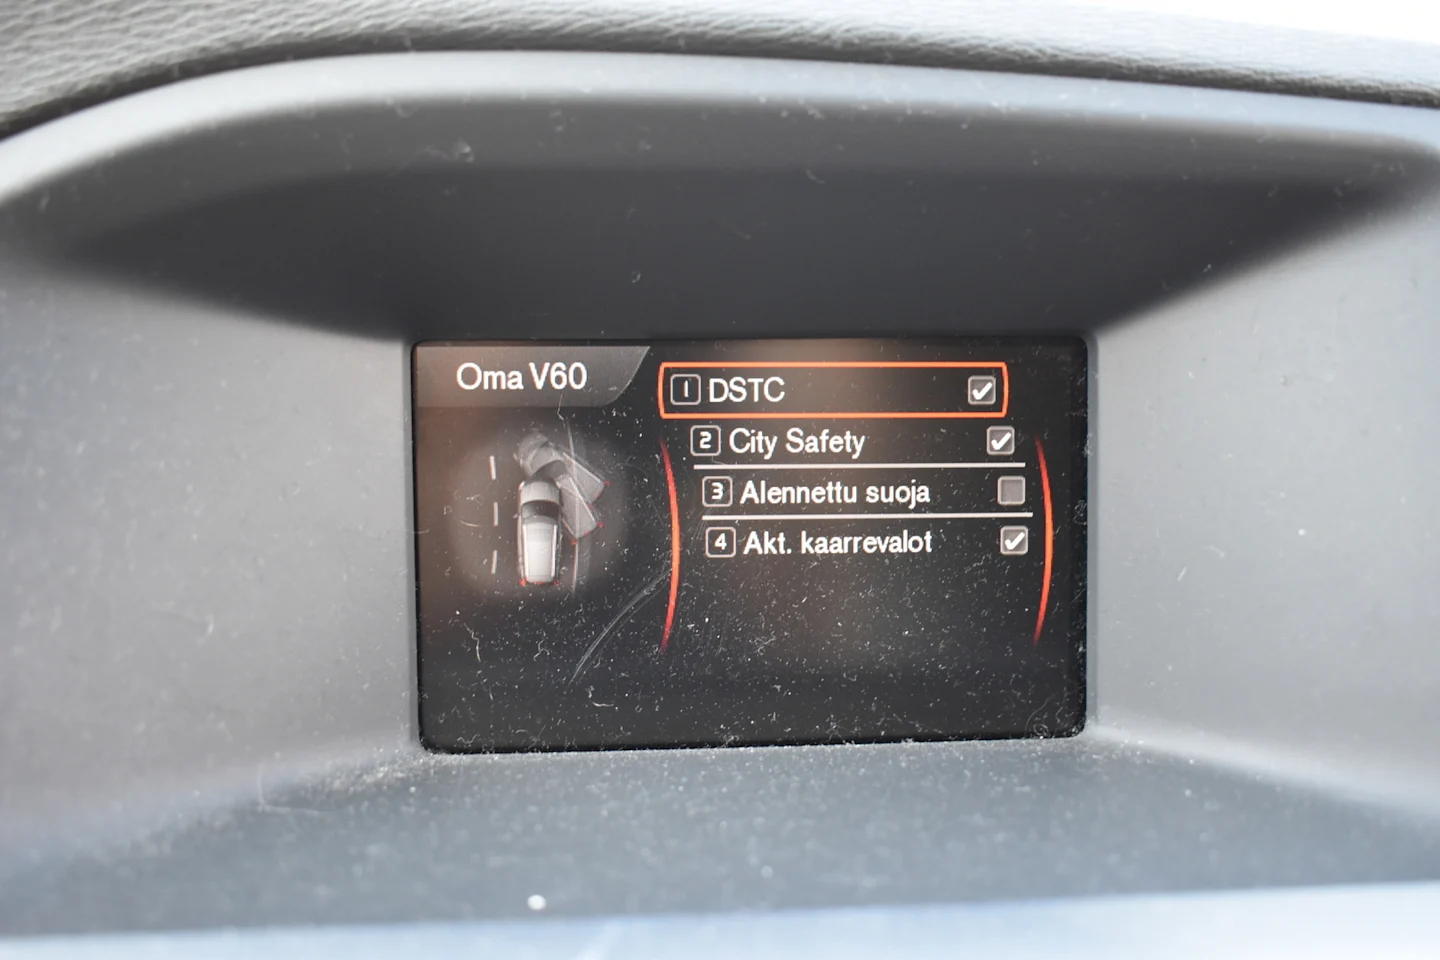 Oma V60
1 DSTC
2 City Safety
3 Alennettu suoja
4 Akt. kaarrevalot